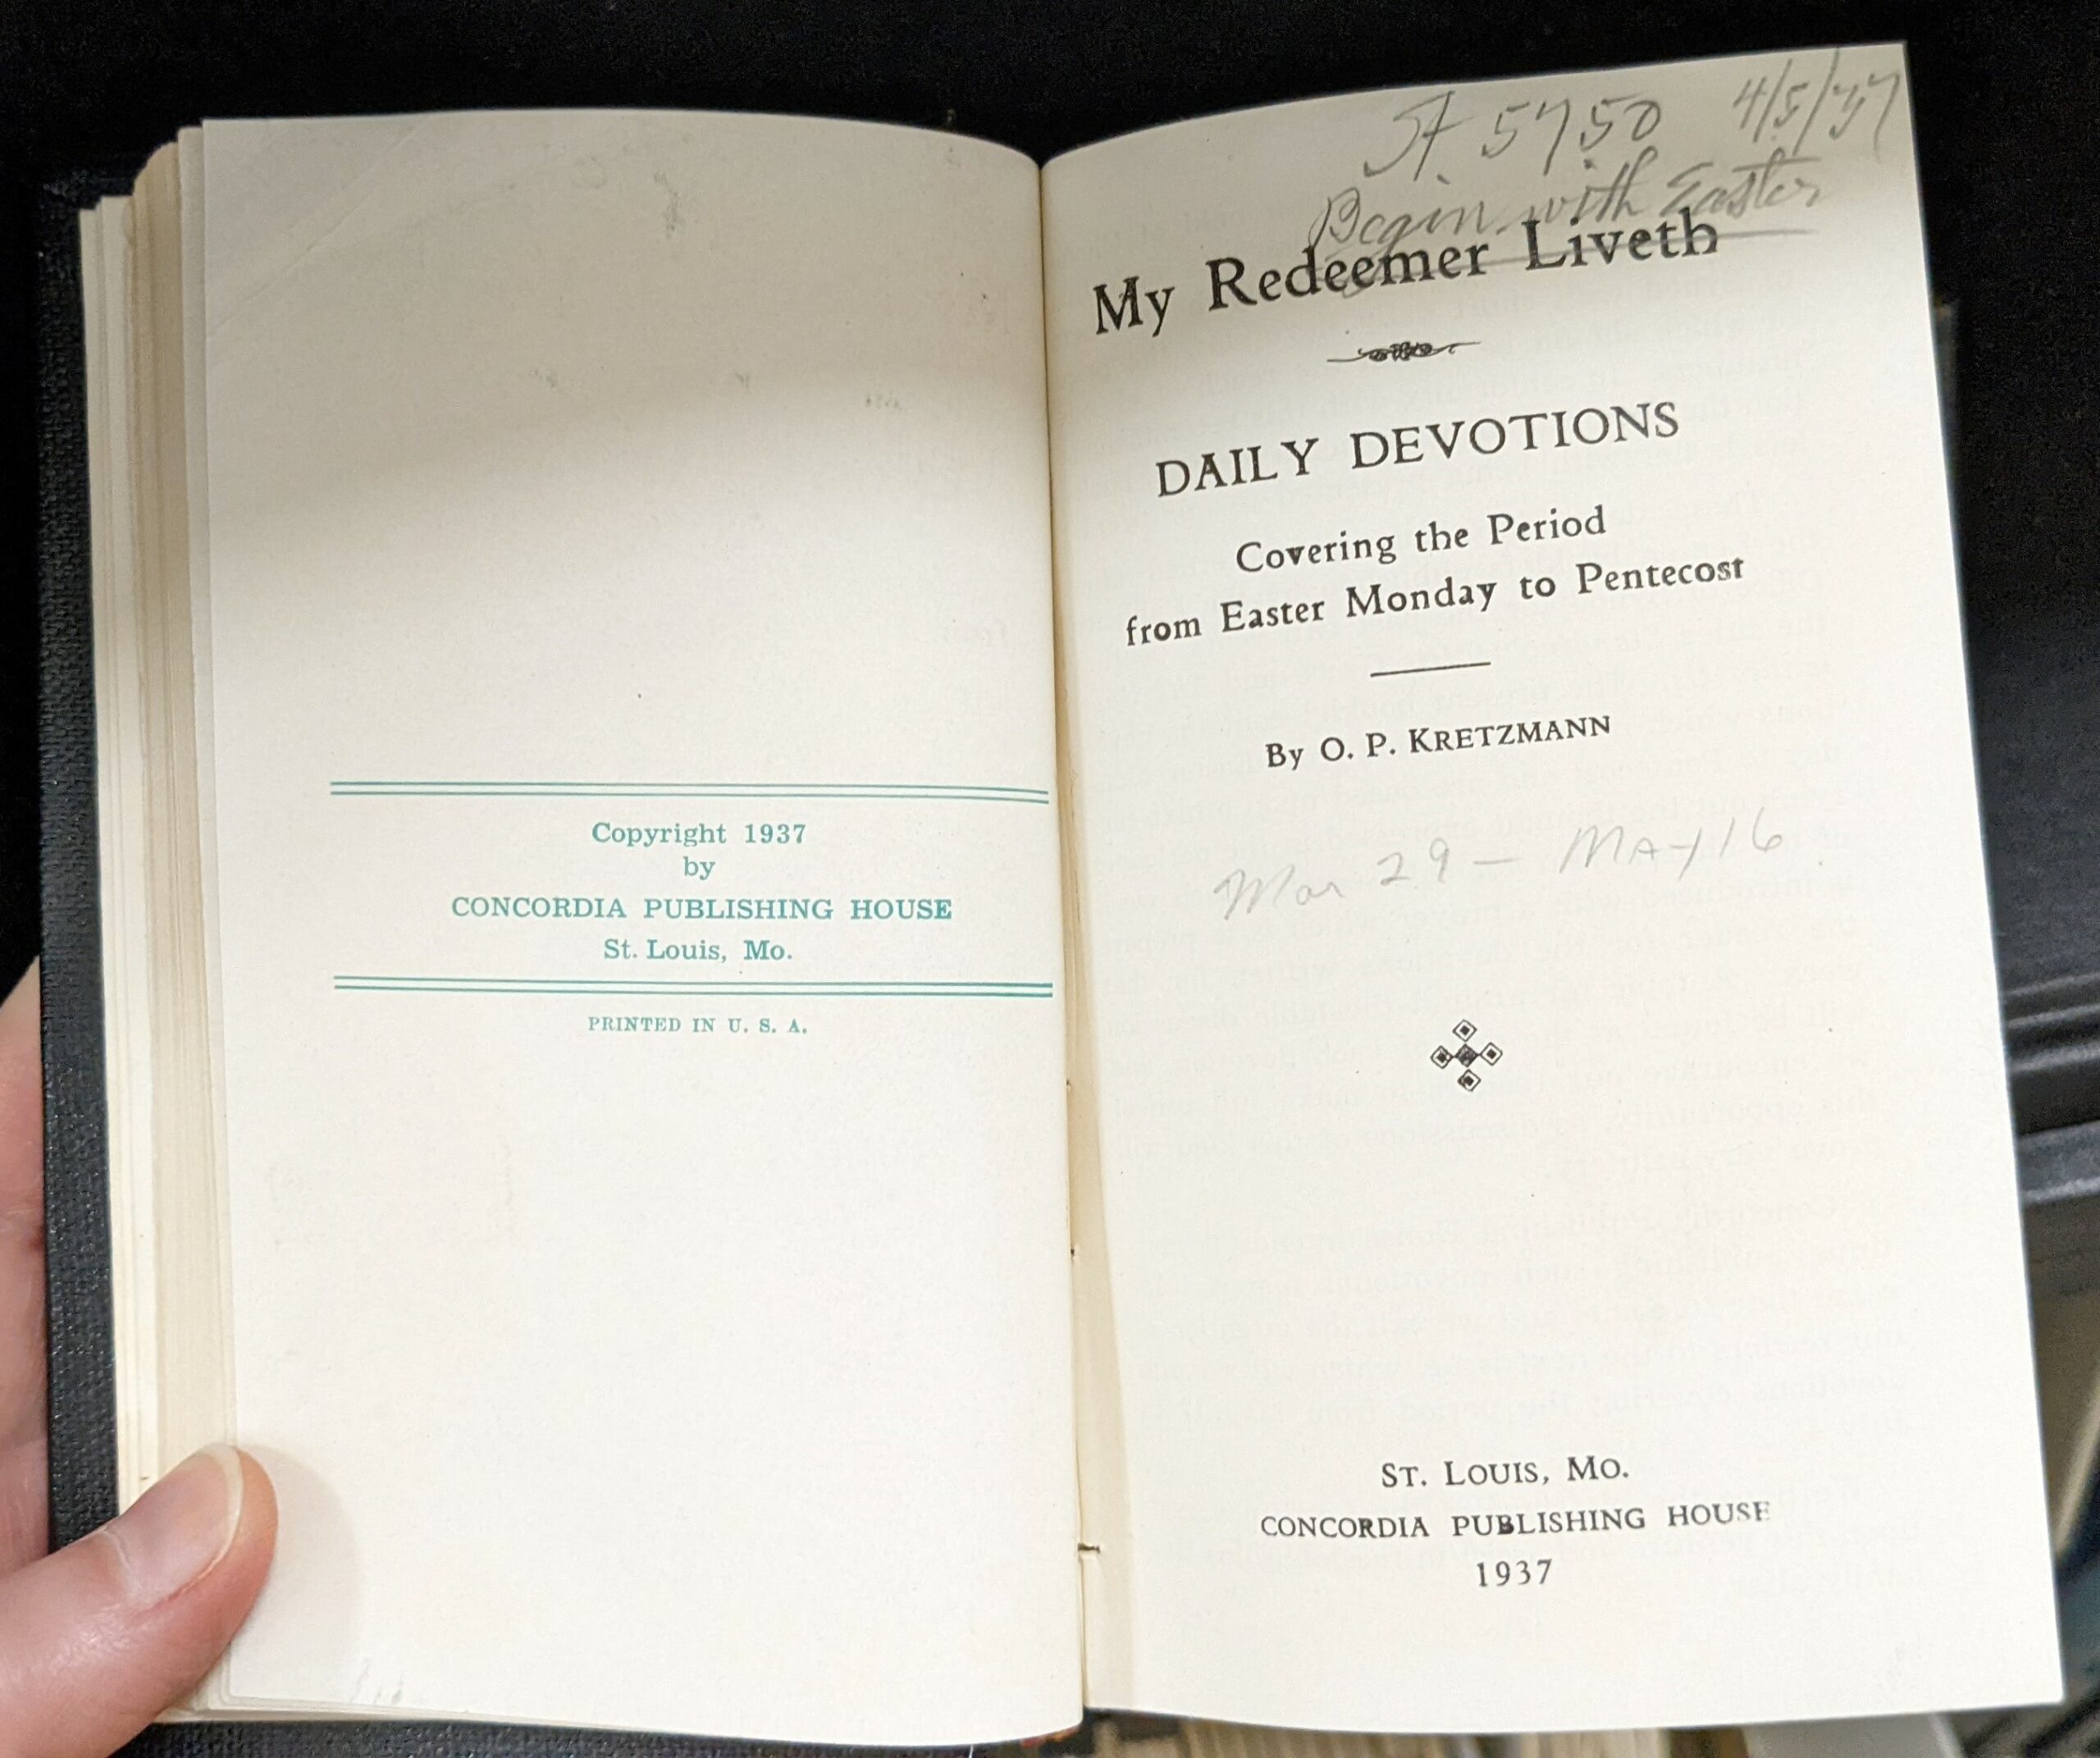 Copyright 1937
by
CONCORDIA PUBLISHING HOUSE
St. Louis, Mo.
PRINTED IN U. S. A.
5750 4/5/37
Begin with Easter
My Redeemer Liveth
DAILY DEVOTIONS
Covering the Period
from Easter Monday to Pentecost
By O. P. KRETZMANN
Mar 29 — MAY 16
ST. LOUIS, MO.
CONCORDIA PUBLISHING HOUSE
1937